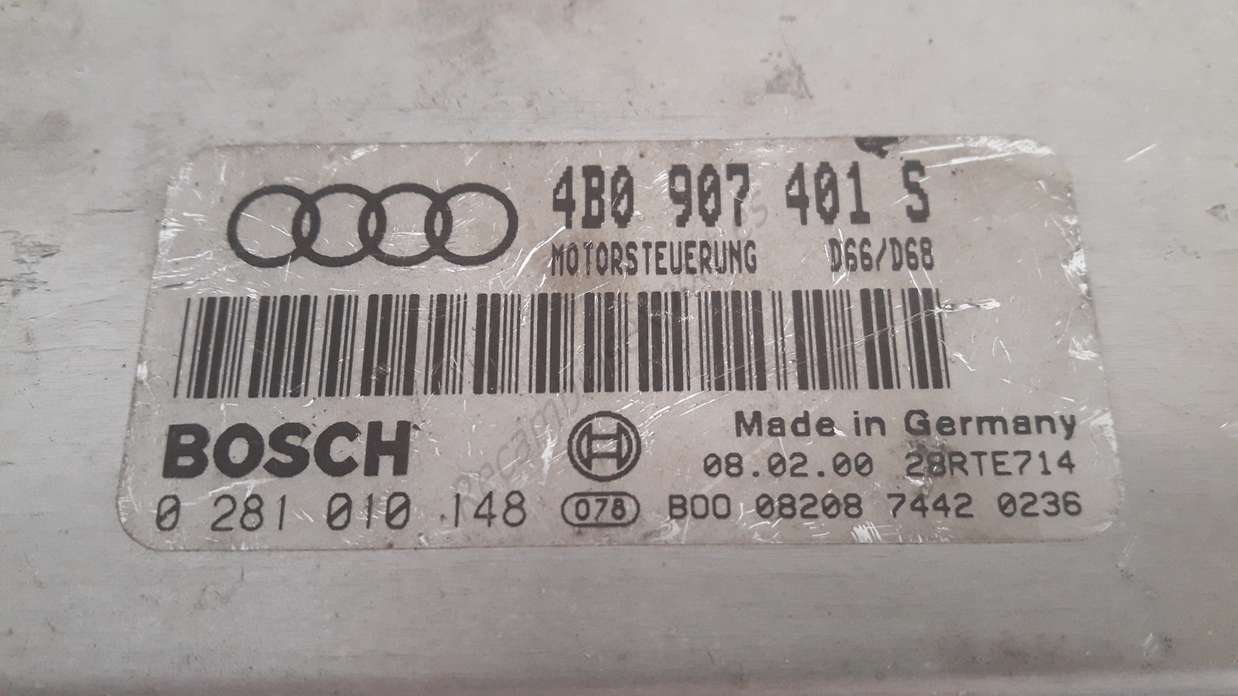 4B0 907 401 S
MOTORSTEUERUNG D66/D68
BOSCH
Made in Germany
08.02.00 28RTE714
0 281 010 148 078 B00 08208 7442 0236